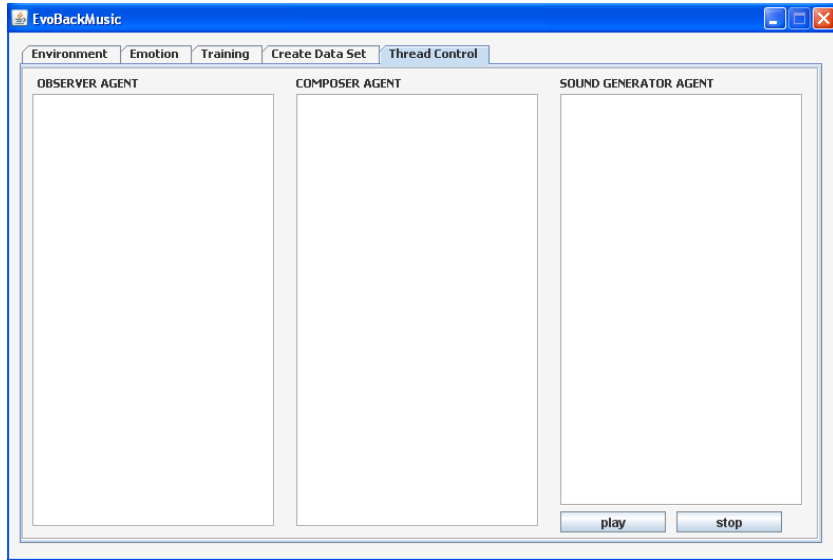 EvoBackMusic
Environment Emotion Training Create Data Set Thread Control
OBSERVER AGENT COMPOSER AGENT SOUND GENERATOR AGENT
play stop